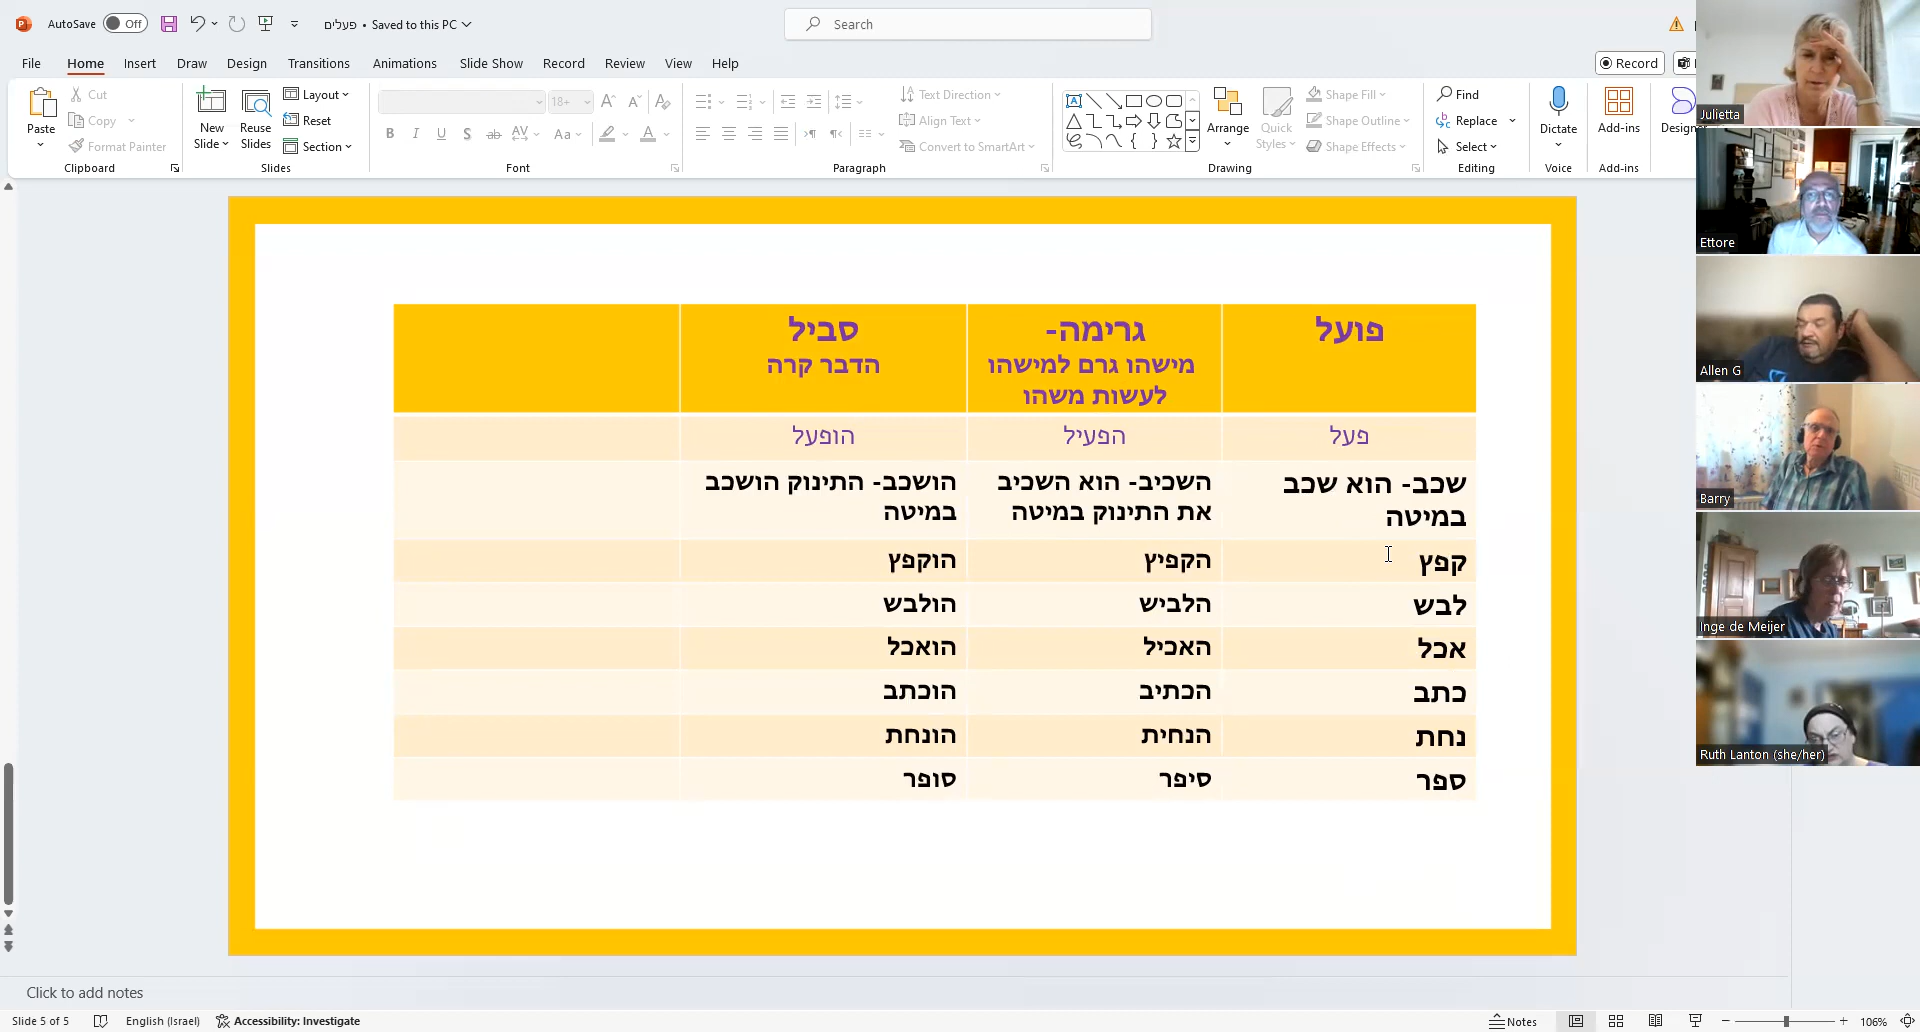 AutoSave Off פעלים • Saved to this PC Search
File Home Insert Draw Design Transitions Animations Slide Show Record Review View Help Record
Paste Cut Copy Format Painter Clipboard
New Slide Reuse Slides Layout Reset Section Slides
18+ B I U S ab AV Aa A Font
Text Direction Align Text Convert to SmartArt Paragraph
Arrange Quick Styles Shape Fill Shape Outline Shape Effects Drawing
Find Replace Select Editing
Dictate Voice
Add-ins Add-ins
פועל
גרימה-
מישהו גרם למישהו
לעשות משהו
סביל
הדבר קרה
פעל הפעיל הופעל
שכב- הוא שכב
במיטה
השכיב- הוא השכיב
את התינוק במיטה
הושכב- התינוק הושכב
במיטה
קפץ הקפיץ הוקפץ
לבש הלביש הולבש
אכל האכיל הואכל
כתב הכתיב הוכתב
נחת הנחית הונחת
ספר סיפר סופר
Julietta
Ettore
Allen G
Barry
Inge de Meijer
Ruth Lanton (she/her)
Click to add notes
Slide 5 of 5 English (Israel) Accessibility: Investigate Notes 106%